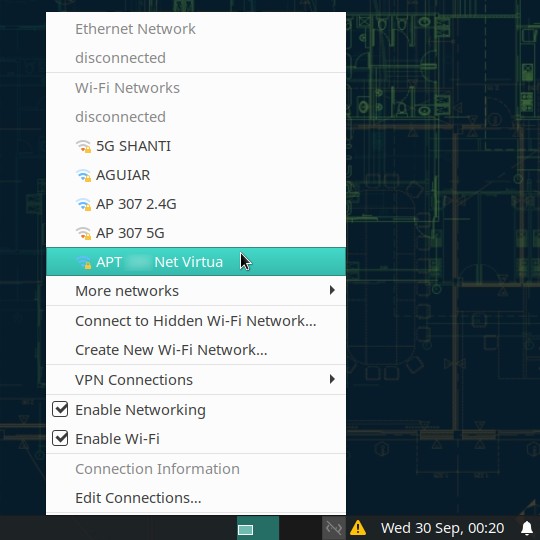 Ethernet Network
disconnected
Wi-Fi Networks
disconnected
5G SHANTI
AGUIAR
AP 307 2.4G
AP 307 5G
APT Net Virtua
More networks
Connect to Hidden Wi-Fi Network...
Create New Wi-Fi Network...
VPN Connections
Enable Networking
Enable Wi-Fi
Connection Information
Edit Connections...
Wed 30 Sep, 00:20